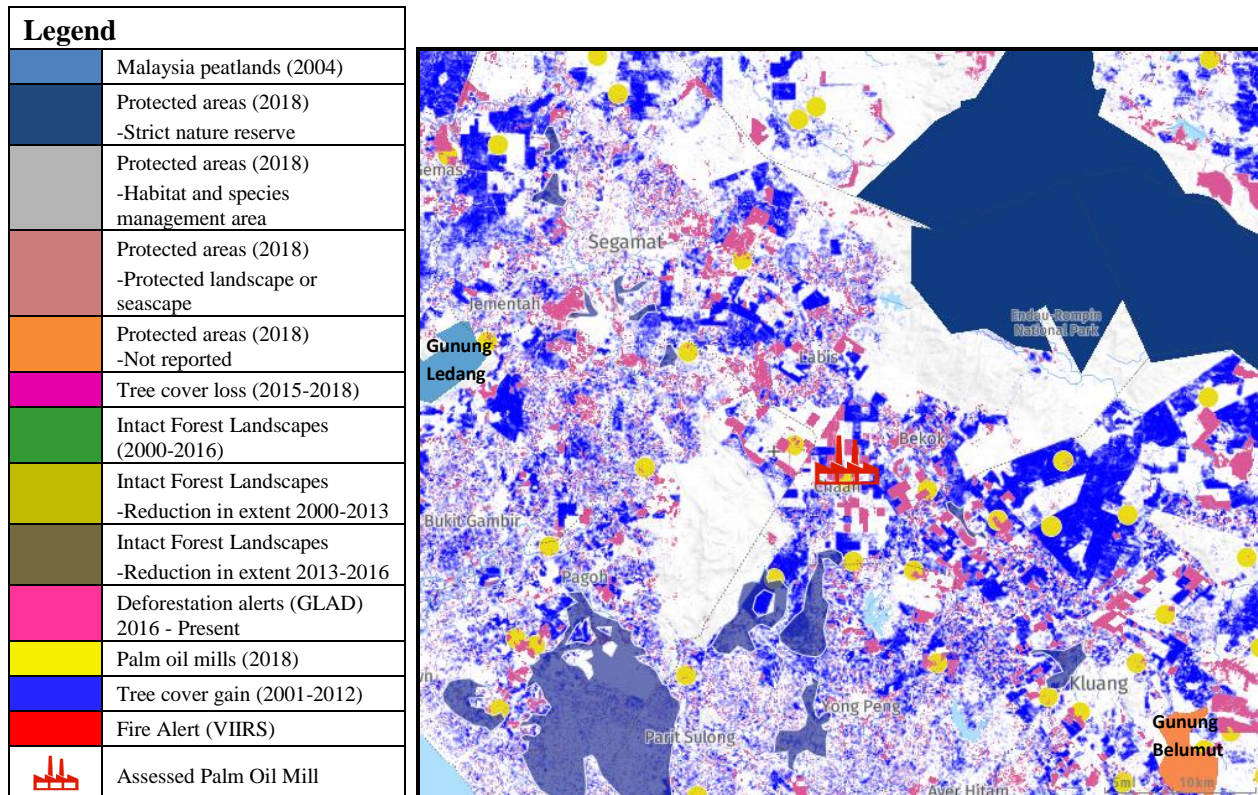 Legend
Malaysia peatlands (2004)
Protected areas (2018)
-Strict nature reserve
Protected areas (2018)
-Habitat and species
management area
Protected areas (2018)
-Protected landscape or
seascape
Protected areas (2018)
-Not reported
Tree cover loss (2015-2018)
Intact Forest Landscapes
(2000-2016)
Intact Forest Landscapes
-Reduction in extent 2000-2013
Intact Forest Landscapes
-Reduction in extent 2013-2016
Deforestation alerts (GLAD)
2016 - Present
Palm oil mills (2018)
Tree cover gain (2001-2012)
Fire Alert (VIIRS)
Assessed Palm Oil Mill
Gemas
Segamat
Jementah
Endau-Rompin
National Park
Gunung
Ledang
Labis
Bekok
Chaah
Bukit Gambir
Pagoh
Kluang
Yong Peng
Parit Sulong
Gunung
Belumut
5mi
10km
Ayer Hitam